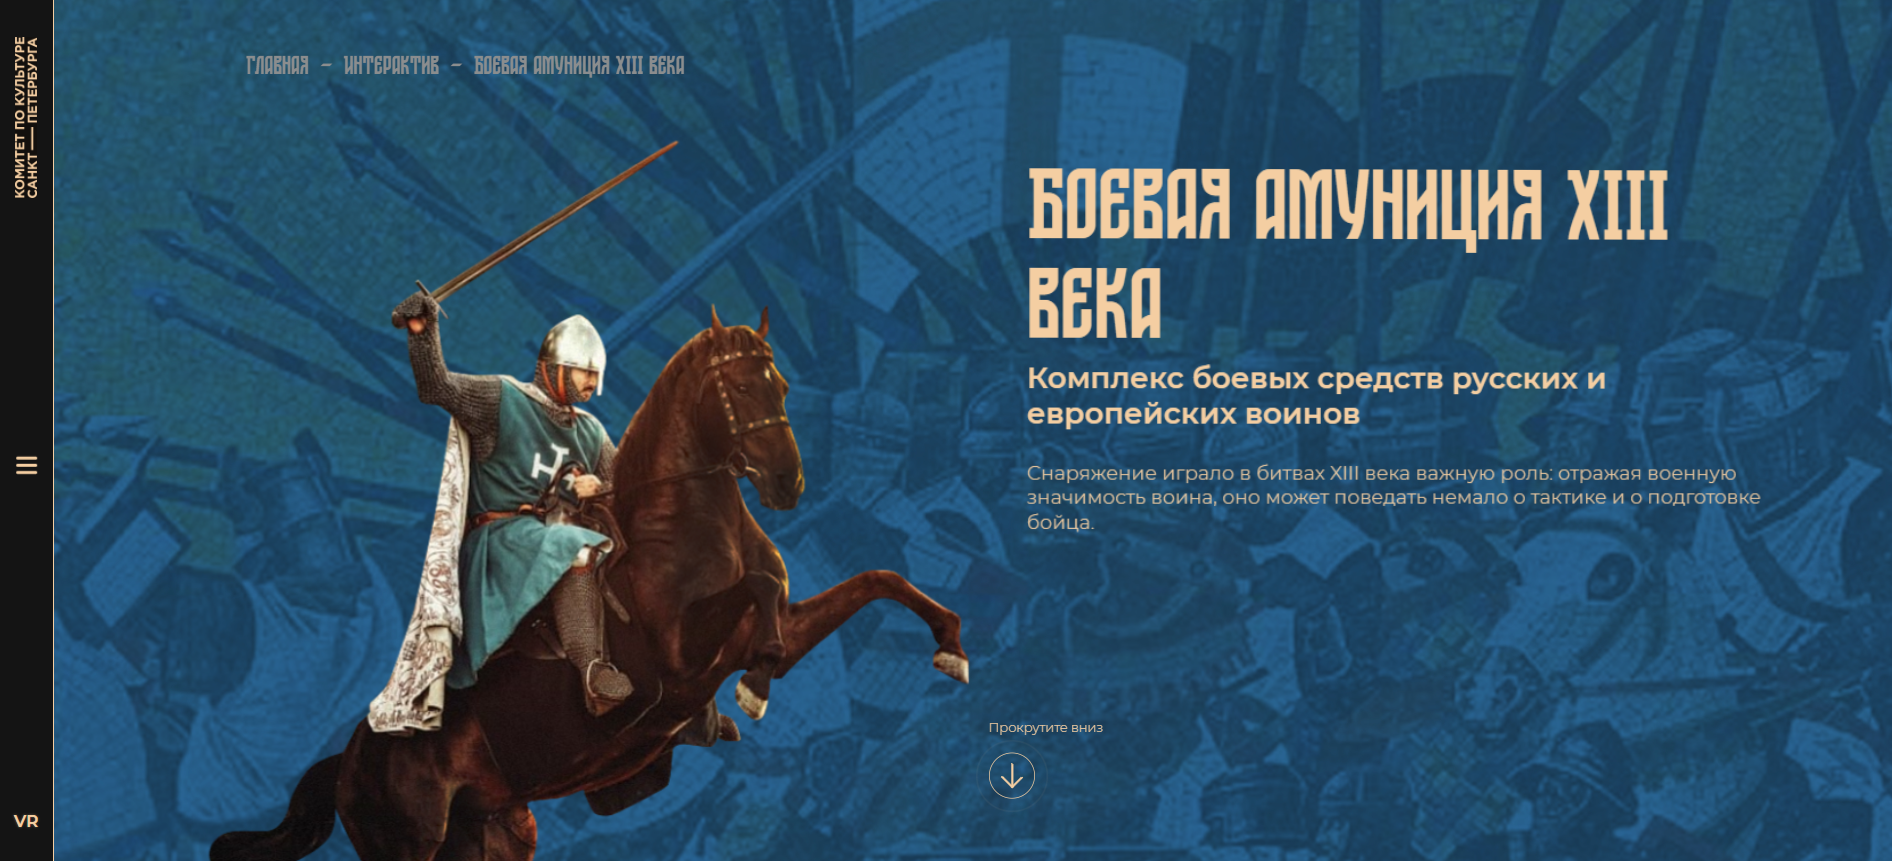 КОМИТЕТ ПО КУЛЬТУРЕ
САНКТ — ПЕТЕРБУРГА
ГЛАВНАЯ – ИНТЕРАКТИВ – БОЕВАЯ АМУНИЦИЯ XIII ВЕКА
БОЕВАЯ АМУНИЦИЯ XIII
ВЕКА
Комплекс боевых средств русских и
европейских воинов
Снаряжение играло в битвах XIII века важную роль: отражая военную
значимость воина, оно может поведать немало о тактике и о подготовке
бойца.
Прокрутите вниз
VR